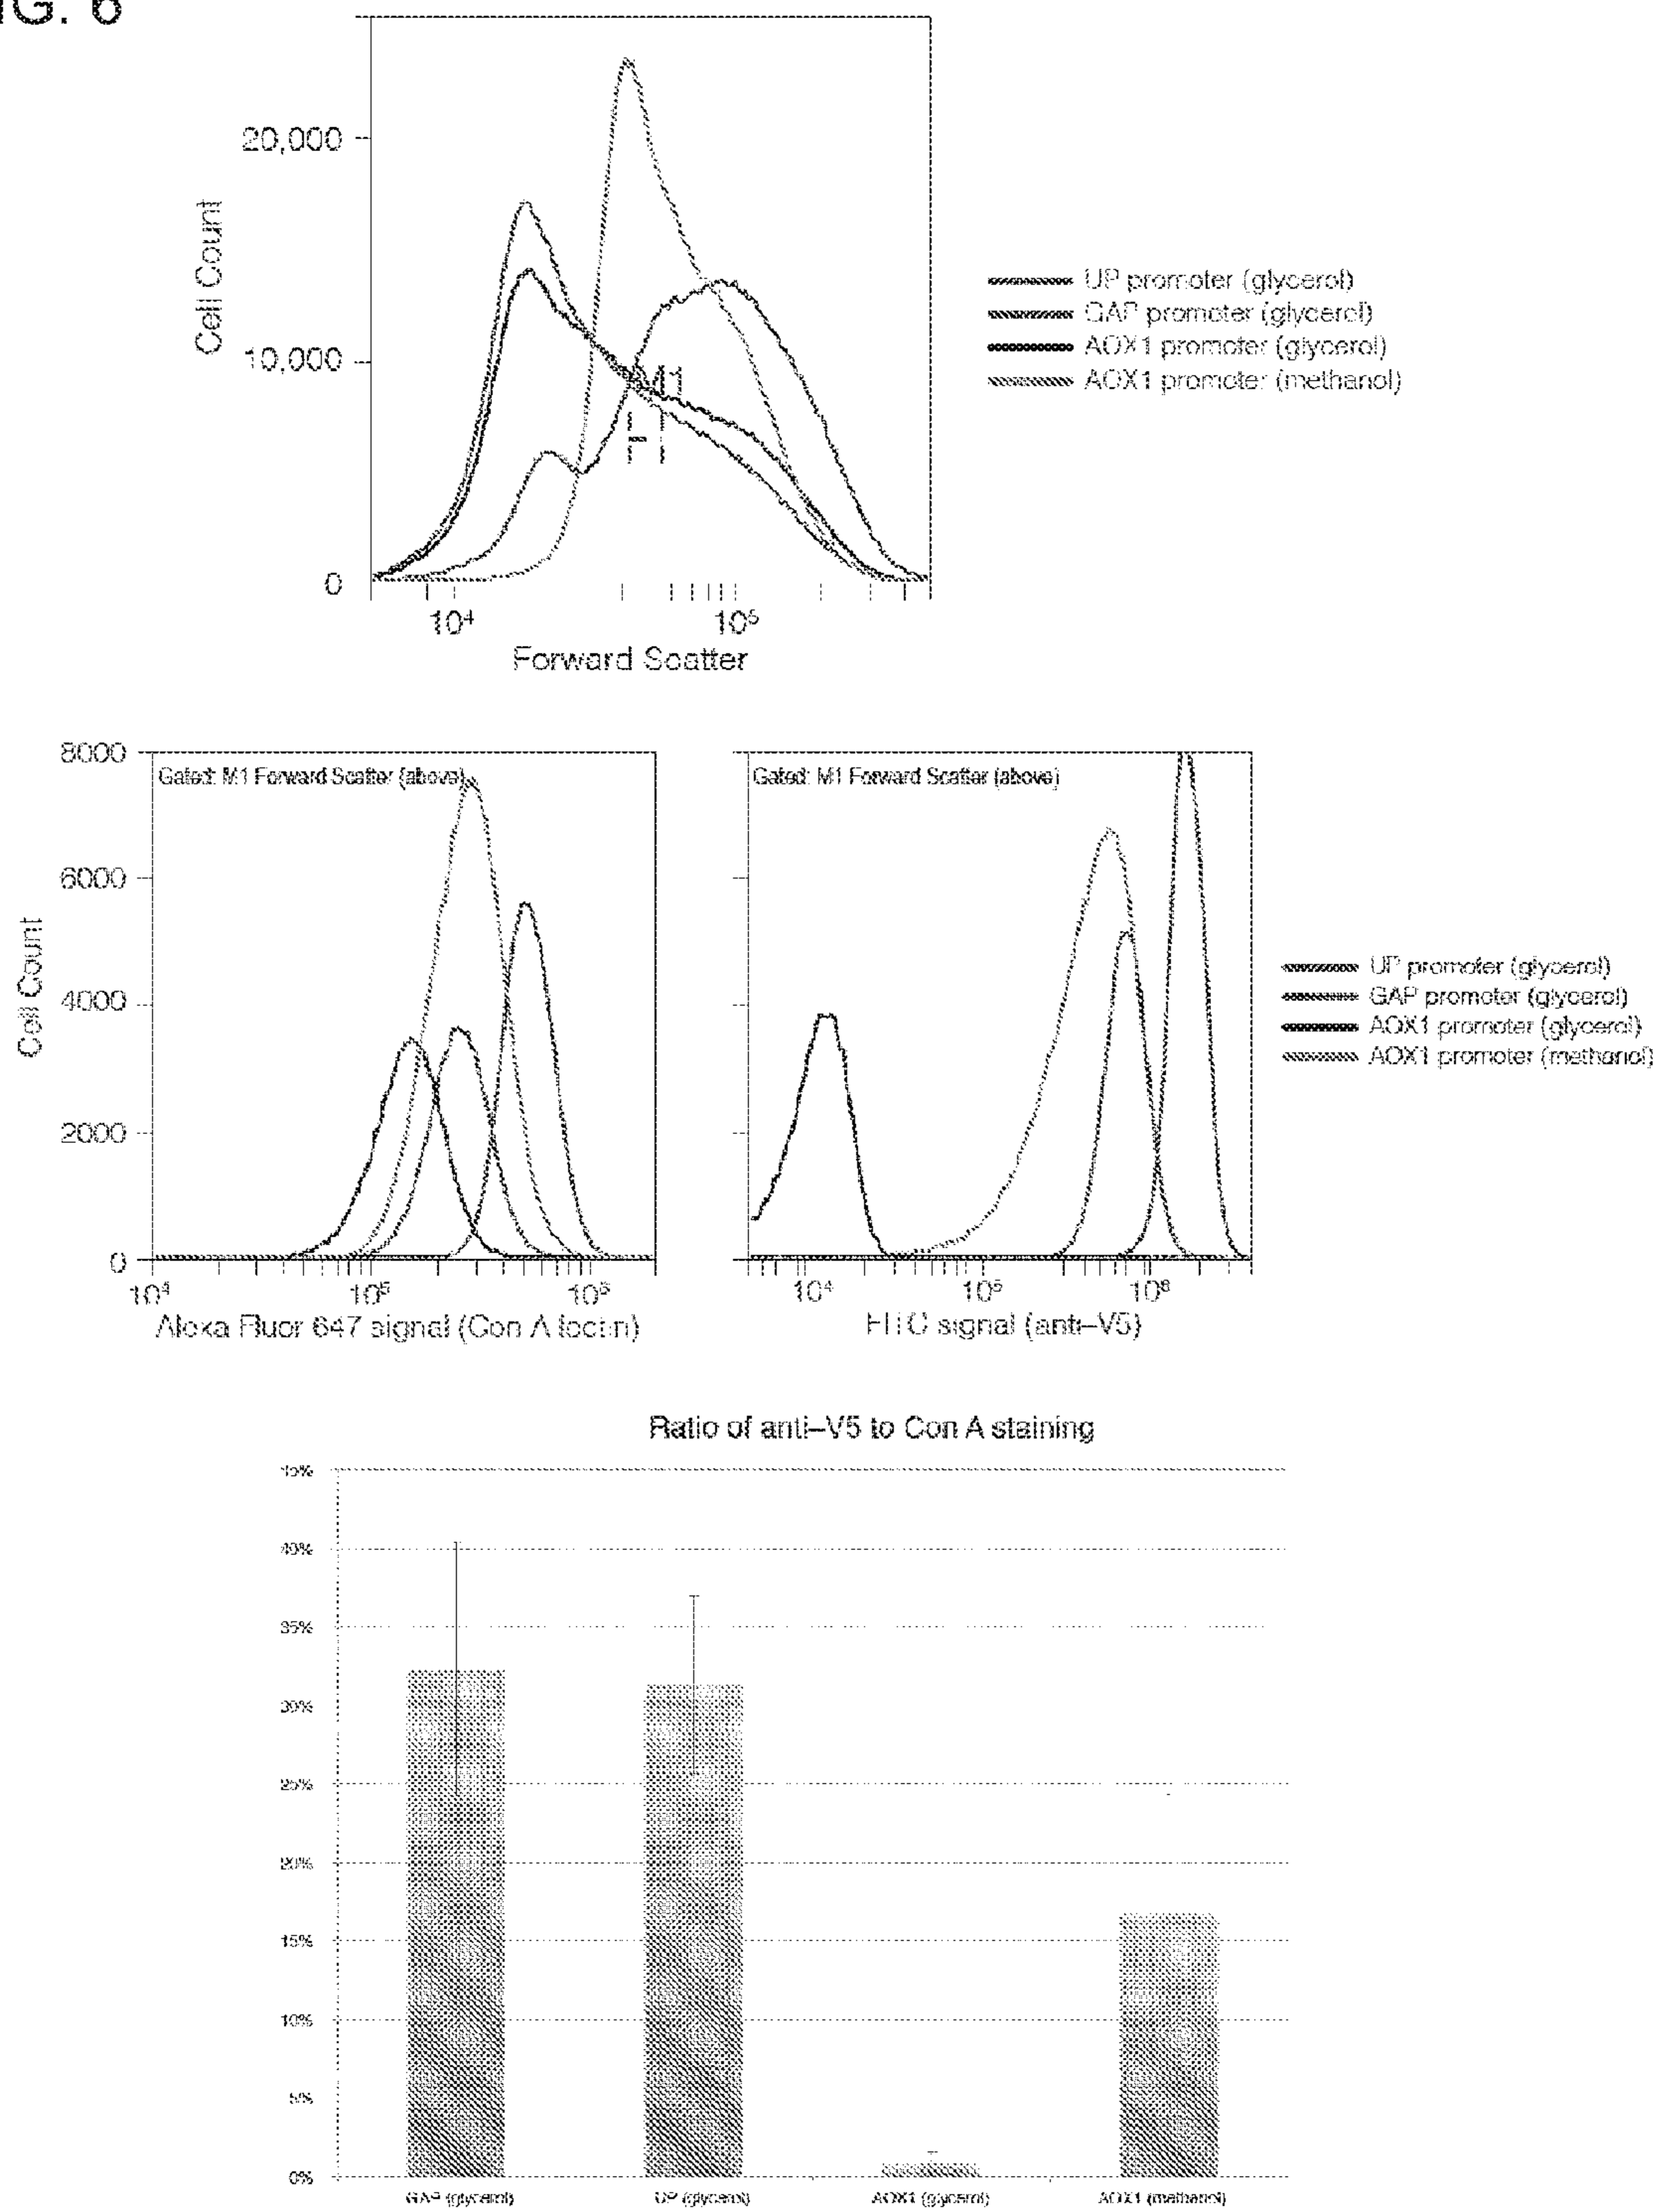 IG. 6
20,000
10,000
0
Cell Count
M1
10⁴ 10⁵
Forward Scatter
UP promoter (glycerol)
GAP promoter (glycerol)
AOX1 promoter (glycerol)
AOX1 promoter (methanol)
8000
6000
4000
2000
0
Cell Count
Gated: M1 Forward Scatter (above)
10⁴ 10⁵ 10⁶
Alexa Fluor 647 signal (Con A lectin)
Gated: M1 Forward Scatter (above)
10⁴ 10⁵ 10⁶
FITC signal (anti–V5)
UP promoter (glycerol)
GAP promoter (glycerol)
AOX1 promoter (glycerol)
AOX1 promoter (methanol)
Ratio of anti–V5 to Con A staining
45%
40%
35%
30%
25%
20%
15%
10%
5%
0%
GAP (glycerol) UP (glycerol) AOX1 (glycerol) AOX1 (methanol)